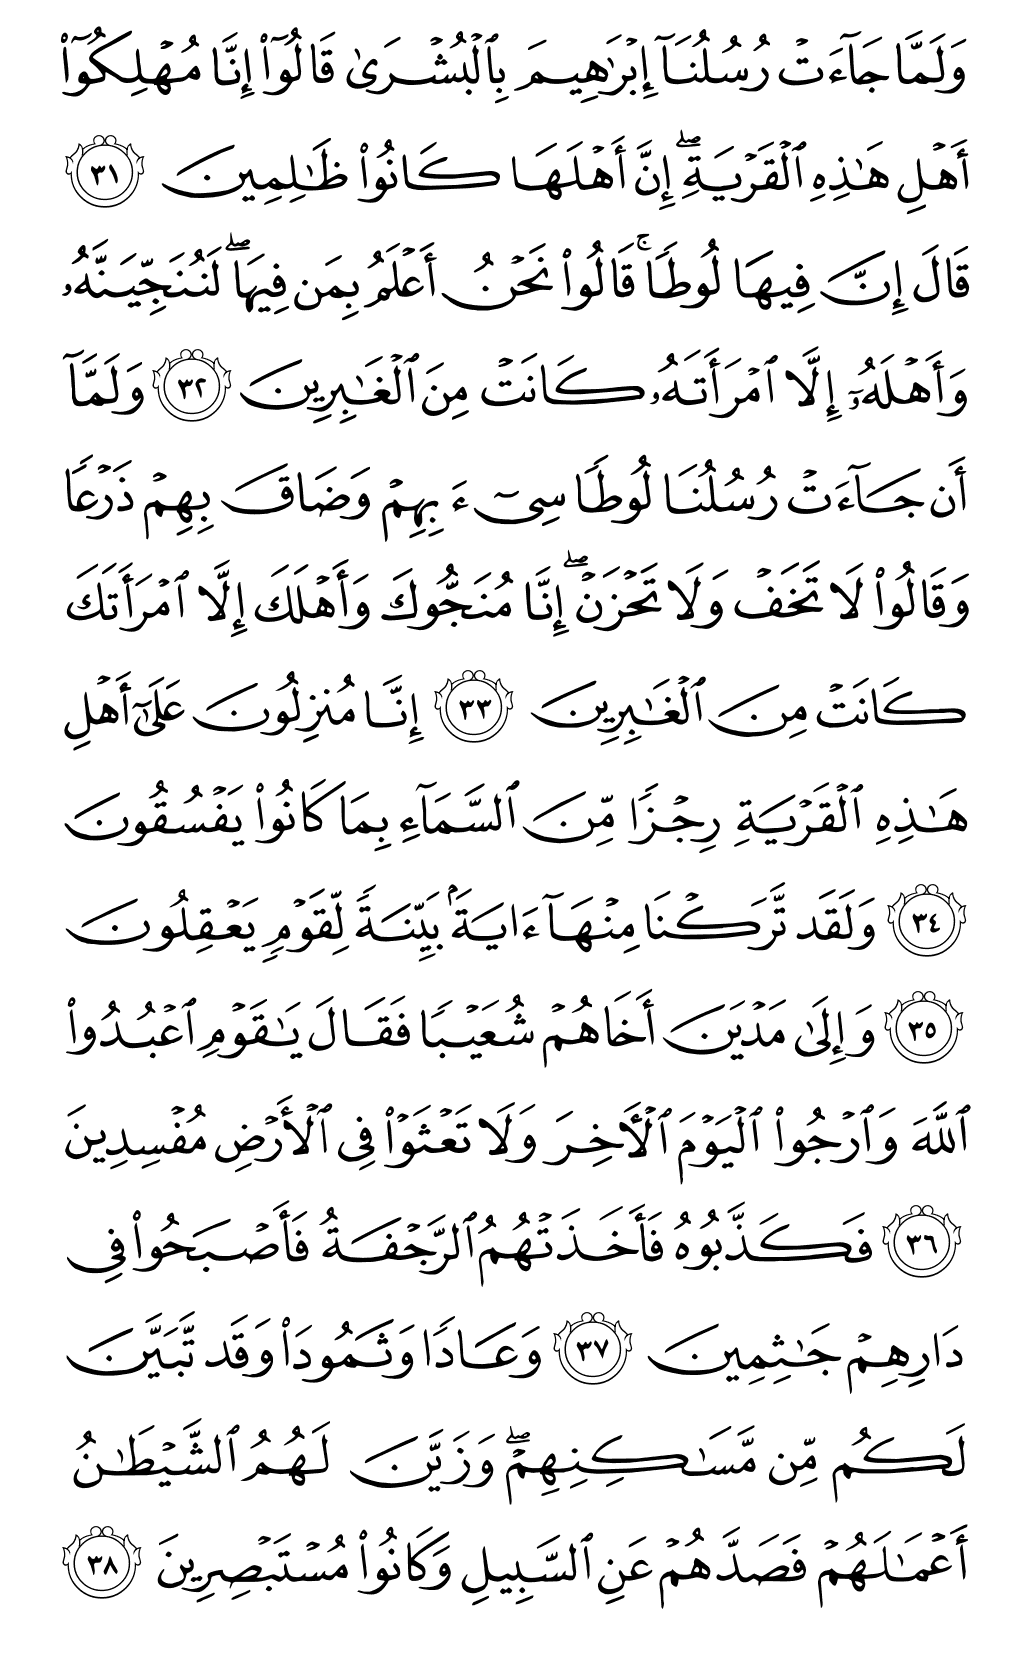 وَلَمَّا جَآءَتْ رُسُلُنَآ إِبْرَٰهِيمَ بِٱلْبُشْرَىٰ قَالُوٓا۟ إِنَّا مُهْلِكُوٓا۟
أَهْلِ هَٰذِهِ ٱلْقَرْيَةِ ۖ إِنَّ أَهْلَهَا كَانُوا۟ ظَٰلِمِينَ ٣١
قَالَ إِنَّ فِيهَا لُوطًا ۚ قَالُوا۟ نَحْنُ أَعْلَمُ بِمَن فِيهَا ۖ لَنُنَجِّيَنَّهُۥ
وَأَهْلَهُۥٓ إِلَّا ٱمْرَأَتَهُۥ كَانَتْ مِنَ ٱلْغَٰبِرِينَ ٣٢ وَلَمَّآ
أَن جَآءَتْ رُسُلُنَا لُوطًا سِىٓءَ بِهِمْ وَضَاقَ بِهِمْ ذَرْعًا
وَقَالُوا۟ لَا تَخَفْ وَلَا تَحْزَنْ ۖ إِنَّا مُنَجُّوكَ وَأَهْلَكَ إِلَّا ٱمْرَأَتَكَ
كَانَتْ مِنَ ٱلْغَٰبِرِينَ ٣٣ إِنَّا مُنزِلُونَ عَلَىٰٓ أَهْلِ
هَٰذِهِ ٱلْقَرْيَةِ رِجْزًا مِّنَ ٱلسَّمَآءِ بِمَا كَانُوا۟ يَفْسُقُونَ
٣٤ وَلَقَد تَّرَكْنَا مِنْهَآ ءَايَةًۢ بَيِّنَةً لِّقَوْمٍ يَعْقِلُونَ
٣٥ وَإِلَىٰ مَدْيَنَ أَخَاهُمْ شُعَيْبًا فَقَالَ يَٰقَوْمِ ٱعْبُدُوا۟
ٱللَّهَ وَٱرْجُوا۟ ٱلْيَوْمَ ٱلْـَٔاخِرَ وَلَا تَعْثَوْا۟ فِى ٱلْأَرْضِ مُفْسِدِينَ
٣٦ فَكَذَّبُوهُ فَأَخَذَتْهُمُ ٱلرَّجْفَةُ فَأَصْبَحُوا۟ فِى
دَارِهِمْ جَٰثِمِينَ ٣٧ وَعَادًا وَثَمُودَا۟ وَقَد تَّبَيَّنَ
لَكُم مِّن مَّسَٰكِنِهِمْ ۖ وَزَيَّنَ لَهُمُ ٱلشَّيْطَٰنُ
أَعْمَٰلَهُمْ فَصَدَّهُمْ عَنِ ٱلسَّبِيلِ وَكَانُوا۟ مُسْتَبْصِرِينَ ٣٨